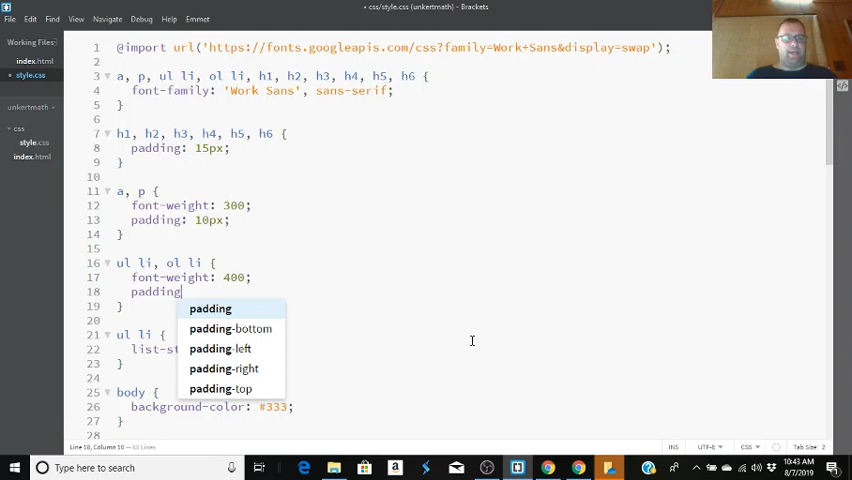 • css/style.css (unkertmath) - Brackets
File Edit Find View Navigate Debug Help Emmet
Working Files
index.html
style.css
unkertmath
css
style.css
index.html
1 @import url('https://fonts.googleapis.com/css?family=Work+Sans&display=swap');
2
3 a, p, ul li, ol li, h1, h2, h3, h4, h5, h6 {
4 font-family: 'Work Sans', sans-serif;
5 }
6
7 h1, h2, h3, h4, h5, h6 {
8 padding: 15px;
9 }
10
11 a, p {
12 font-weight: 300;
13 padding: 10px;
14 }
15
16 ul li, ol li {
17 font-weight: 400;
18 padding
19 }
20
21 ul li {
22 list-st
23 }
24
25 body {
26 background-color: #333;
27 }
28
padding
padding-bottom
padding-left
padding-right
padding-top
Line 18, Column 10 — 85 Lines
INS UTF-8 CSS Tab Size: 2
Type here to search
10:43 AM
8/7/2019